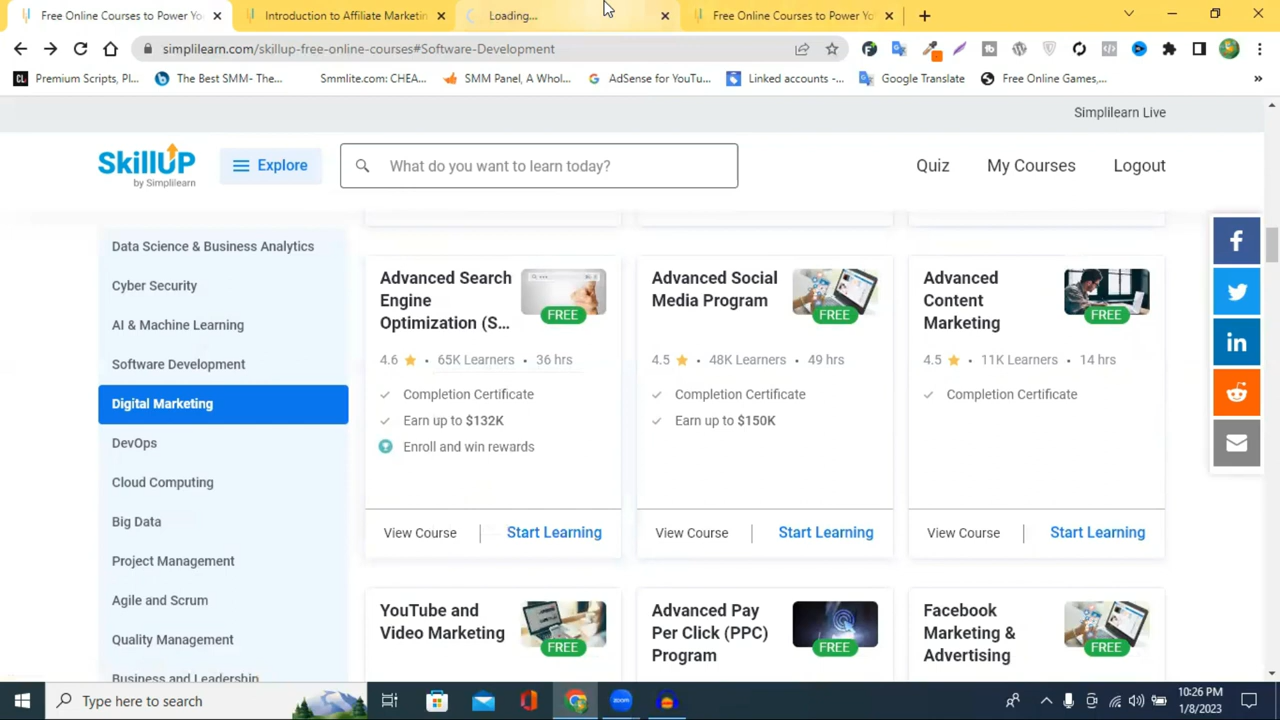 Free Online Courses to Power Yo
Introduction to Affiliate Marketin
Loading...
Free Online Courses to Power Yo
simplilearn.com/skillup-free-online-courses#Software-Development
Premium Scripts, Pl...
The Best SMM- The...
Smmlite.com: CHEA...
SMM Panel, A Whol...
AdSense for YouTu...
Linked accounts -...
Google Translate
Free Online Games,...
Simplilearn Live
SkillUP
by Simplilearn
Explore
What do you want to learn today?
Quiz
My Courses
Logout
Data Science & Business Analytics
Cyber Security
AI & Machine Learning
Software Development
Digital Marketing
DevOps
Cloud Computing
Big Data
Project Management
Agile and Scrum
Quality Management
Business and Leadership
Advanced Search
Engine
Optimization (S...
FREE
4.6 • 65K Learners • 36 hrs
Completion Certificate
Earn up to $132K
Enroll and win rewards
View Course
Start Learning
Advanced Social
Media Program
FREE
4.5 • 48K Learners • 49 hrs
Completion Certificate
Earn up to $150K
View Course
Start Learning
Advanced
Content
Marketing
FREE
4.5 • 11K Learners • 14 hrs
Completion Certificate
View Course
Start Learning
YouTube and
Video Marketing
FREE
Advanced Pay
Per Click (PPC)
Program
FREE
Facebook
Marketing &
Advertising
FREE
Type here to search
zoom
10:26 PM
1/8/2023